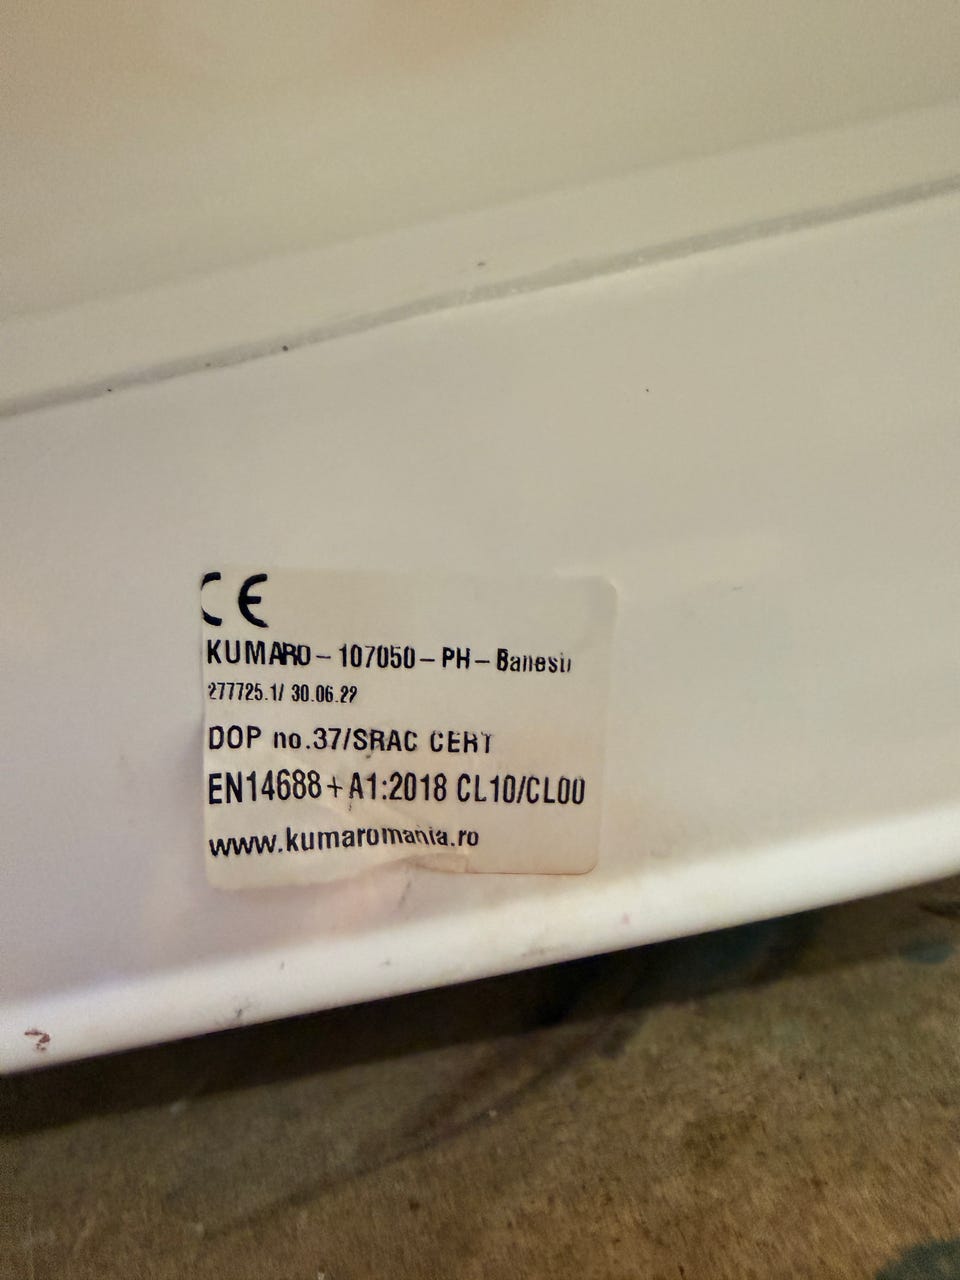 CE
KUMARO - 107050 - PH - Banesti
277725.1/ 30.06.22
DOP no.37/SRAC CERT
EN14688+A1:2018 CL10/CL00
www.kumaromania.ro